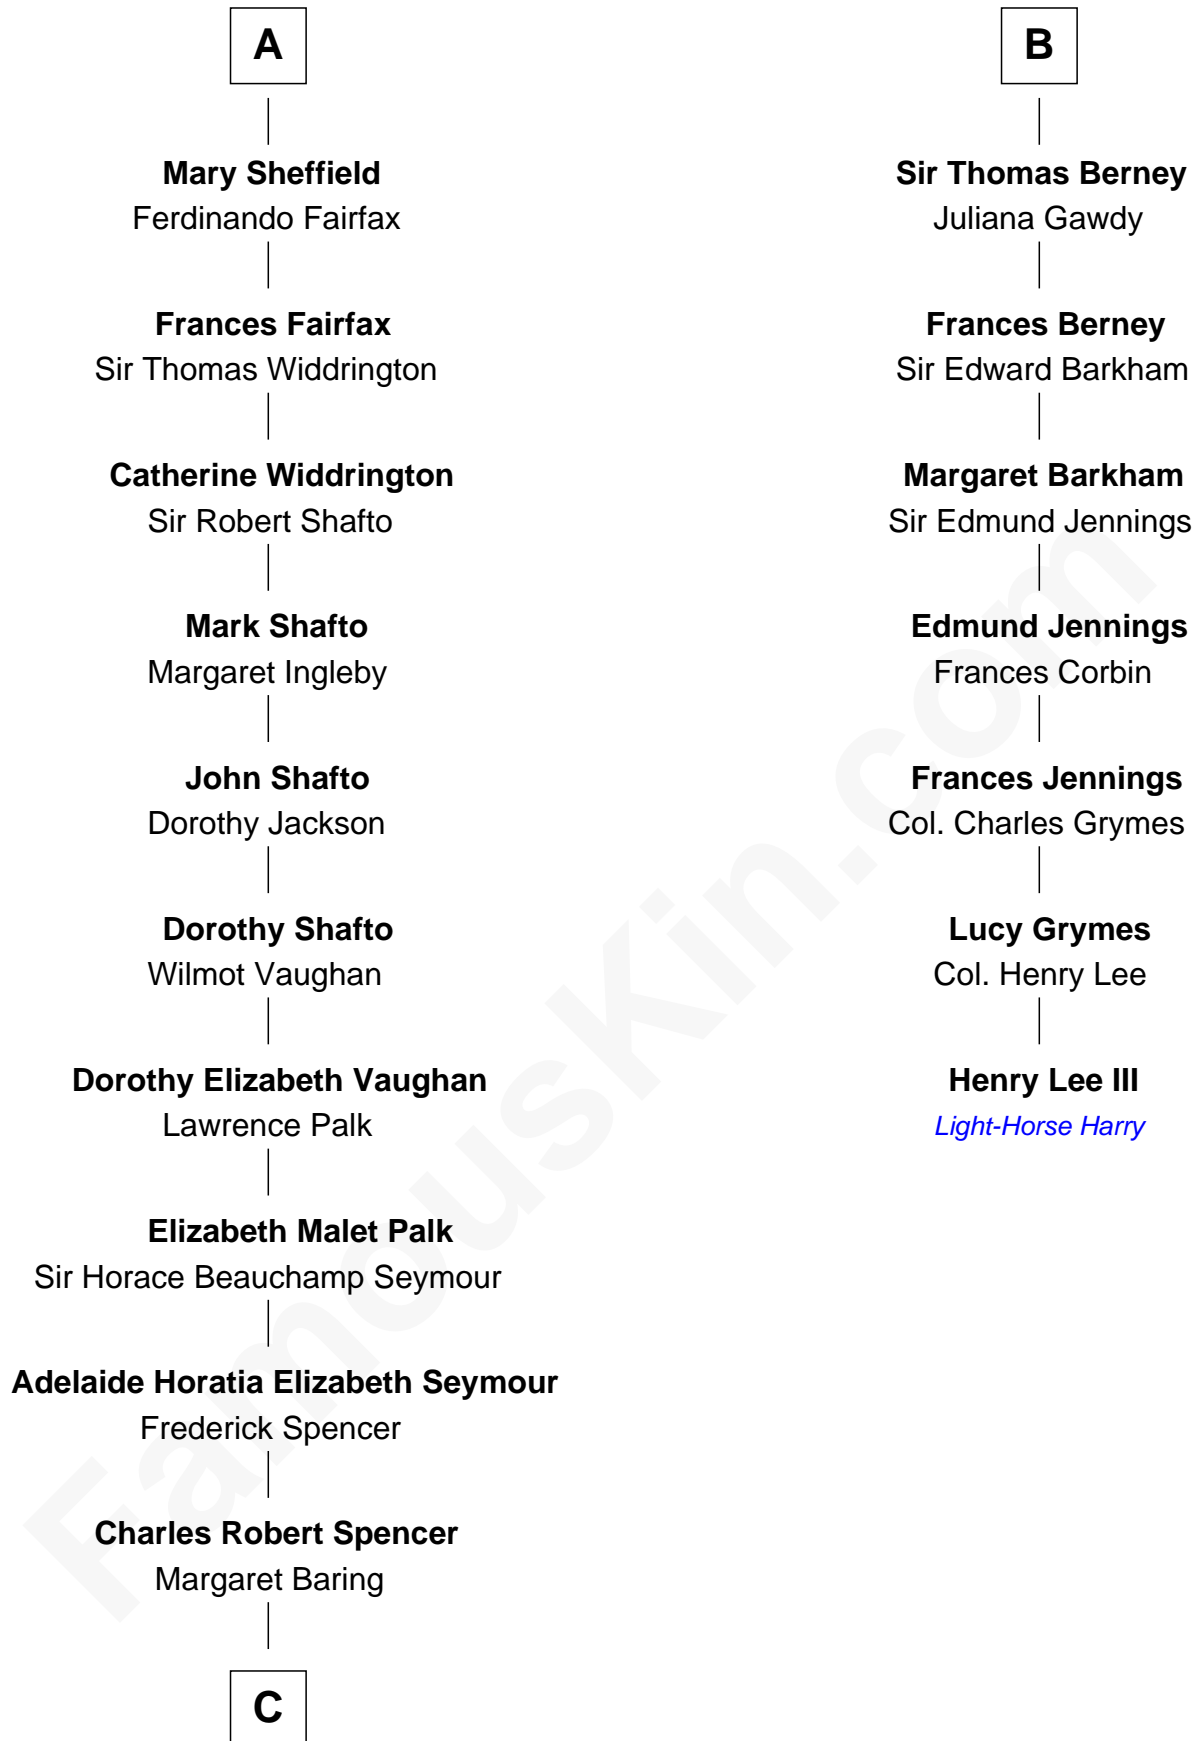 A
Mary Sheffield
Ferdinando Fairfax
Frances Fairfax
Sir Thomas Widdrington
Catherine Widdrington
Sir Robert Shafto
Mark Shafto
Margaret Ingleby
John Shafto
Dorothy Jackson
Dorothy Shafto
Wilmot Vaughan
Dorothy Elizabeth Vaughan
Lawrence Palk
Elizabeth Malet Palk
Sir Horace Beauchamp Seymour
Adelaide Horatia Elizabeth Seymour
Frederick Spencer
Charles Robert Spencer
Margaret Baring
C
B
Sir Thomas Berney
Juliana Gawdy
Frances Berney
Sir Edward Barkham
Margaret Barkham
Sir Edmund Jennings
Edmund Jennings
Frances Corbin
Frances Jennings
Col. Charles Grymes
Lucy Grymes
Col. Henry Lee
Henry Lee III
Light-Horse Harry
FamousKin.com